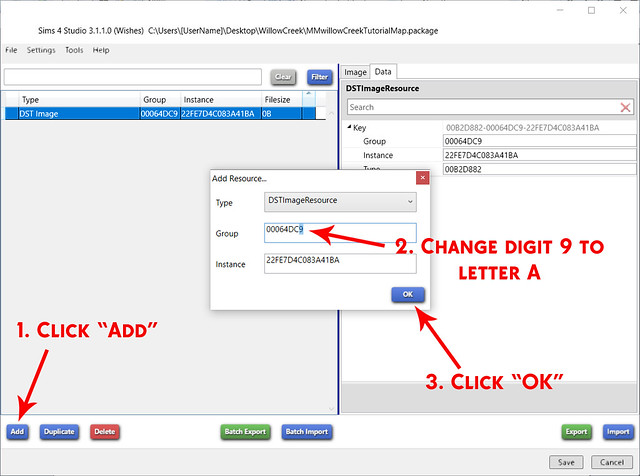 Sims 4 Studio 3.1.1.0 (Wishes) C:\Users\[UserName]\Desktop\WillowCreek\MMwillowCreekTutorialMap.package
File Settings Tools Help
Clear Filter
Type Group Instance Filesize
DST Image 00064DC9 22FE7D4C083A41BA 0B
Image Data
DSTImageResource
Search
Key 00B2D882-00064DC9-22FE7D4C083A41BA
Group 00064DC9
Instance 22FE7D4C083A41BA
Type 00B2D882
Add Resource...
Type DSTImageResource
Group 00064DC9
Instance 22FE7D4C083A41BA
OK
2. Change digit 9 to
letter A
1. Click "Add"
3. Click "OK"
Add Duplicate Delete Batch Export Batch Import Export Import
Save Cancel